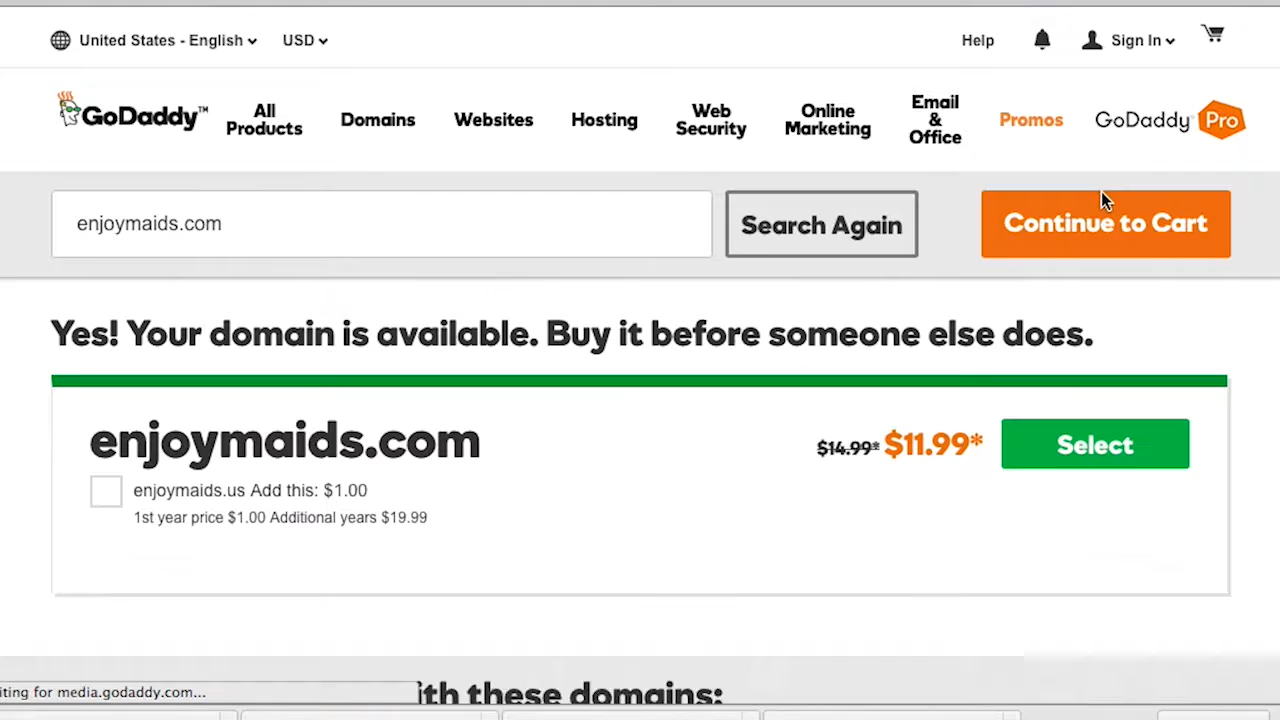 United States - English USD Help Sign In
GoDaddy™ All Products Domains Websites Hosting Web Security Online Marketing Email & Office Promos GoDaddy Pro
enjoymaids.com Search Again Continue to Cart
Yes! Your domain is available. Buy it before someone else does.
enjoymaids.com $14.99* $11.99* Select
enjoymaids.us Add this: $1.00
1st year price $1.00 Additional years $19.99
iting for media.godaddy.com...
ith these domains: